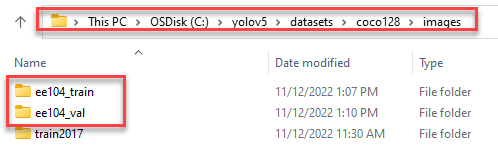 This PC > OSDisk (C:) > yolov5 > datasets > coco128 > images
Name Date modified Type
ee104_train 11/12/2022 1:07 PM File folder
ee104_val 11/12/2022 1:10 PM File folder
train2017 11/12/2022 11:30 AM File folder